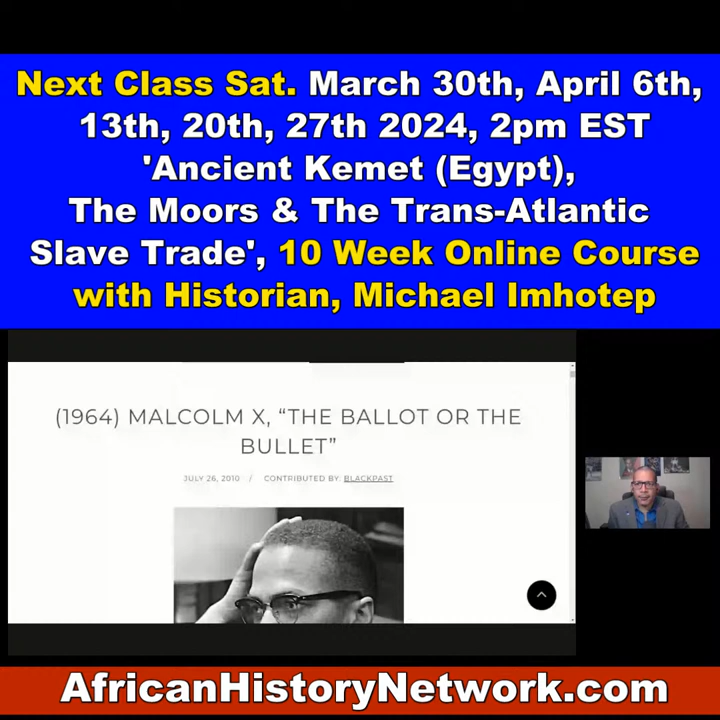 Next Class Sat. March 30th, April 6th,
13th, 20th, 27th 2024, 2pm EST
'Ancient Kemet (Egypt),
The Moors & The Trans-Atlantic
Slave Trade', 10 Week Online Course
with Historian, Michael Imhotep
(1964) MALCOLM X, “THE BALLOT OR THE
BULLET”
JULY 26, 2010 / CONTRIBUTED BY: BLACKPAST
AfricanHistoryNetwork.com